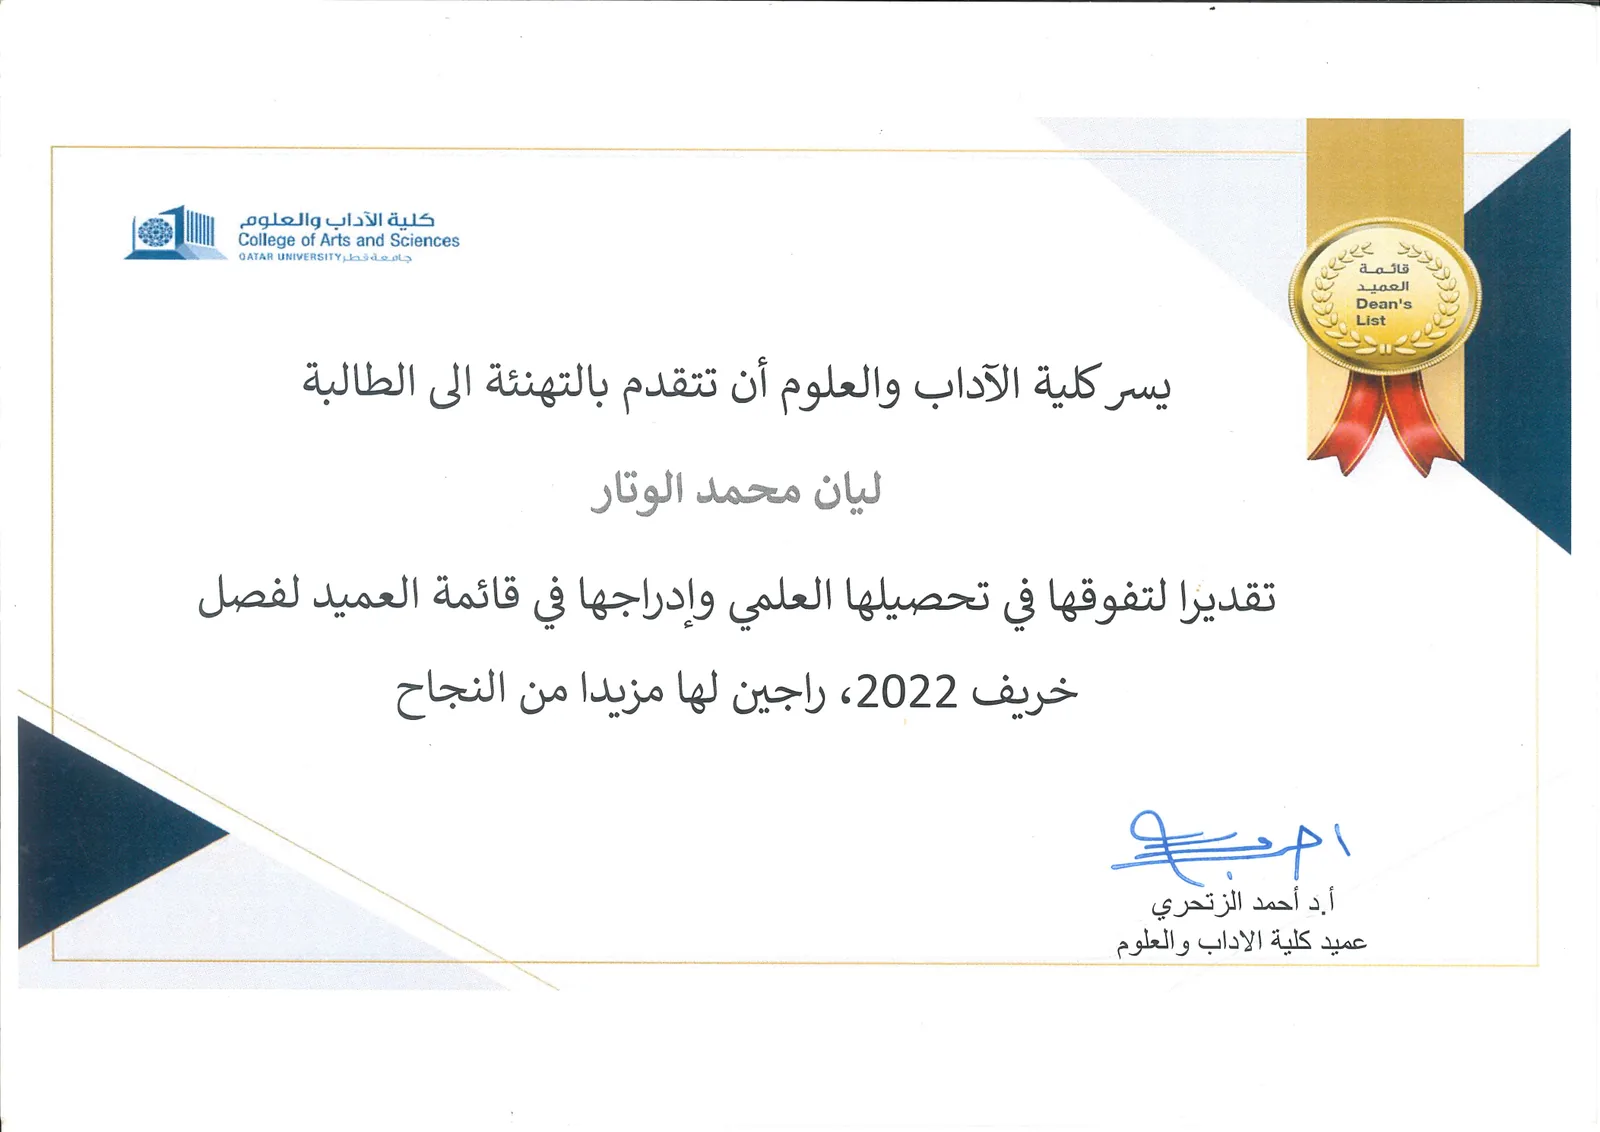 كلية الآداب والعلوم
College of Arts and Sciences
QATAR UNIVERSITY جامعة قطر
قائمة
العميد
Dean's
List
يسر كلية الآداب والعلوم أن تتقدم بالتهنئة الى الطالبة
ليان محمد الوتار
تقديرا لتفوقها في تحصيلها العلمي وإدراجها في قائمة العميد لفصل
خريف 2022، راجين لها مزيدا من النجاح
أ.د أحمد الزتحري
عميد كلية الاداب والعلوم